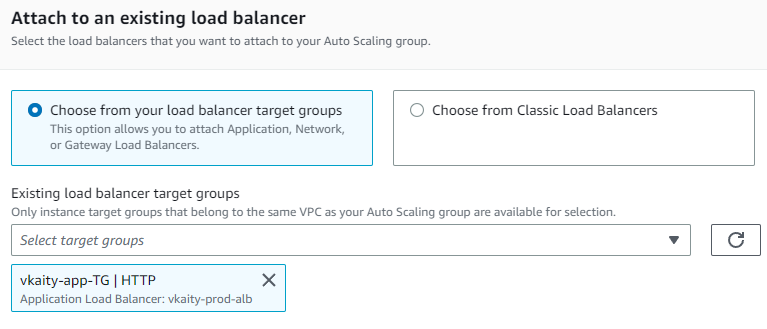 Attach to an existing load balancer
Select the load balancers that you want to attach to your Auto Scaling group.
Choose from your load balancer target groups
This option allows you to attach Application, Network,
or Gateway Load Balancers.
Choose from Classic Load Balancers
Existing load balancer target groups
Only instance target groups that belong to the same VPC as your Auto Scaling group are available for selection.
Select target groups
vkaity-app-TG | HTTP
Application Load Balancer: vkaity-prod-alb